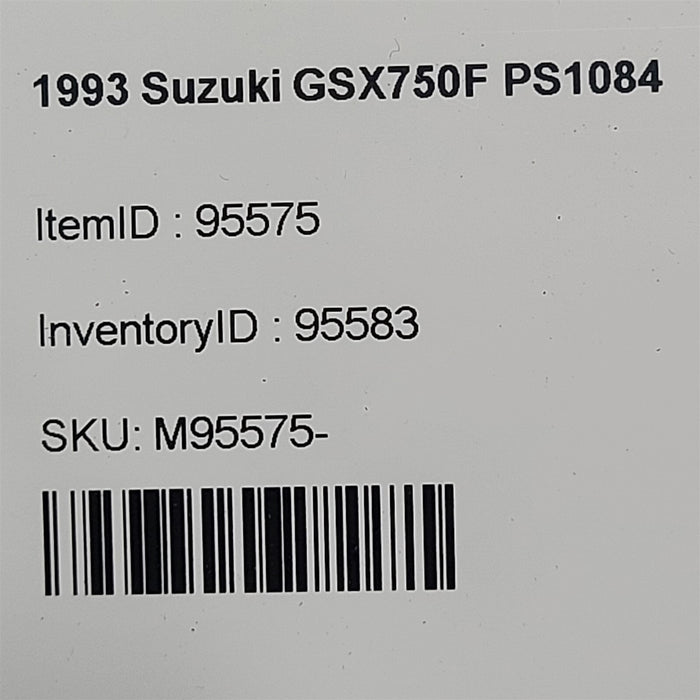 1993 Suzuki GSX750F PS1084
ItemID : 95575
InventoryID : 95583
SKU: M95575-